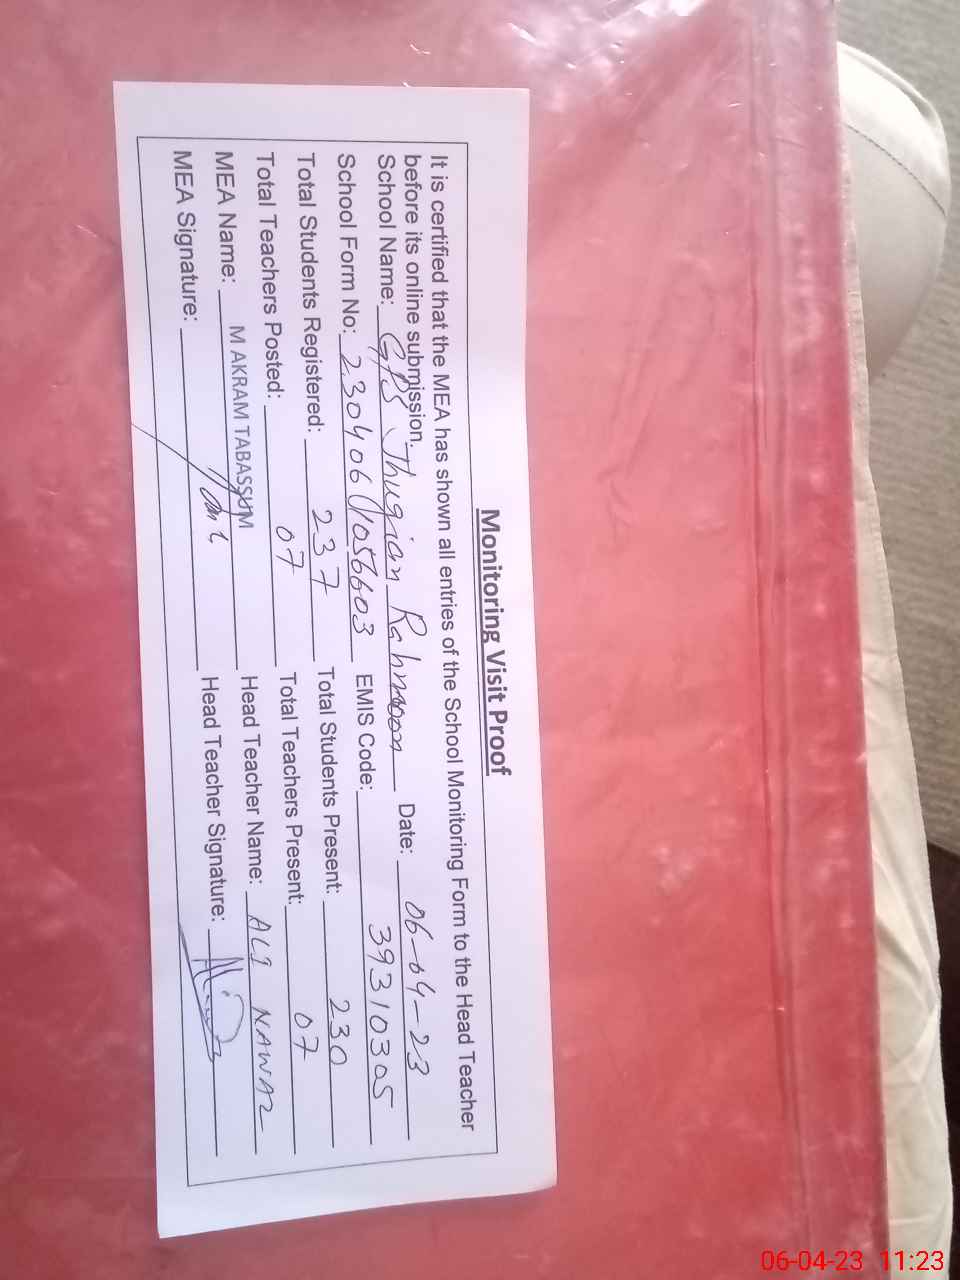 Monitoring Visit Proof
It is certified that the MEA has shown all entries of the School Monitoring Form to the Head Teacher
before its online submission.
School Name: GPS Jhugian Rahmoon Date: 06-04-23
School Form No: 230406 1056603 EMIS Code: 39310305
Total Students Registered: 237 Total Students Present: 230
Total Teachers Posted: 07 Total Teachers Present: 07
MEA Name: M AKRAM TABASSUM Head Teacher Name: ALI NAWAZ
MEA Signature: Head Teacher Signature:
06-04-23 11:23